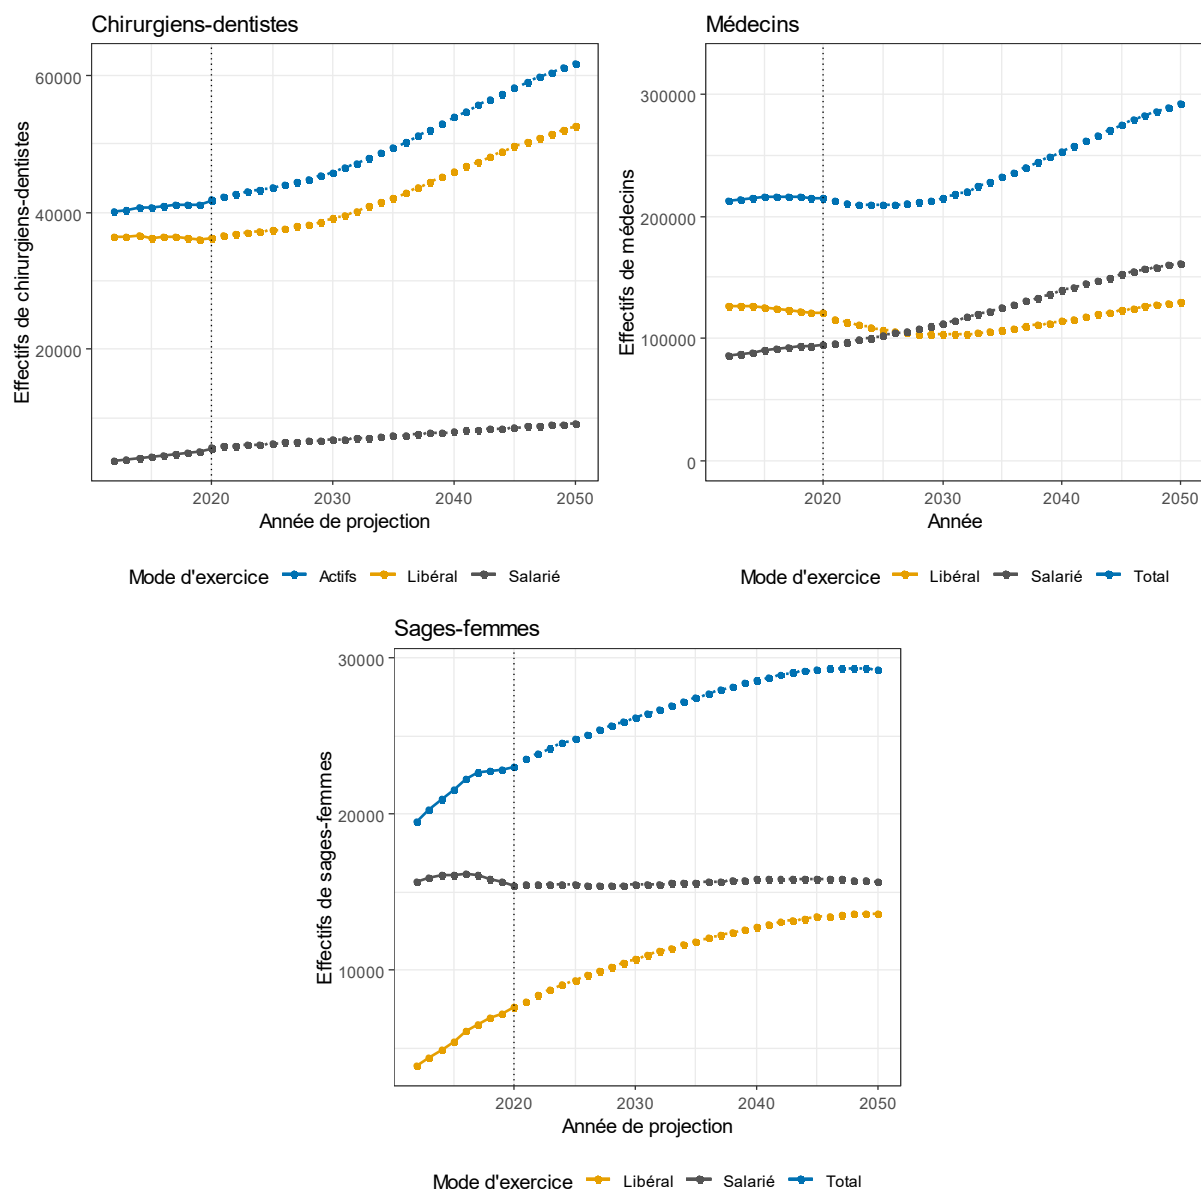 Chirurgiens-dentistes
Effectifs de chirurgiens-dentistes
60000
40000
20000
2020 2030 2040 2050
Année de projection
Mode d'exercice Actifs Libéral Salarié
Médecins
Effectifs de médecins
300000
200000
100000
0
2020 2030 2040 2050
Année
Mode d'exercice Libéral Salarié Total
Sages-femmes
Effectifs de sages-femmes
30000
20000
10000
2020 2030 2040 2050
Année de projection
Mode d'exercice Libéral Salarié Total